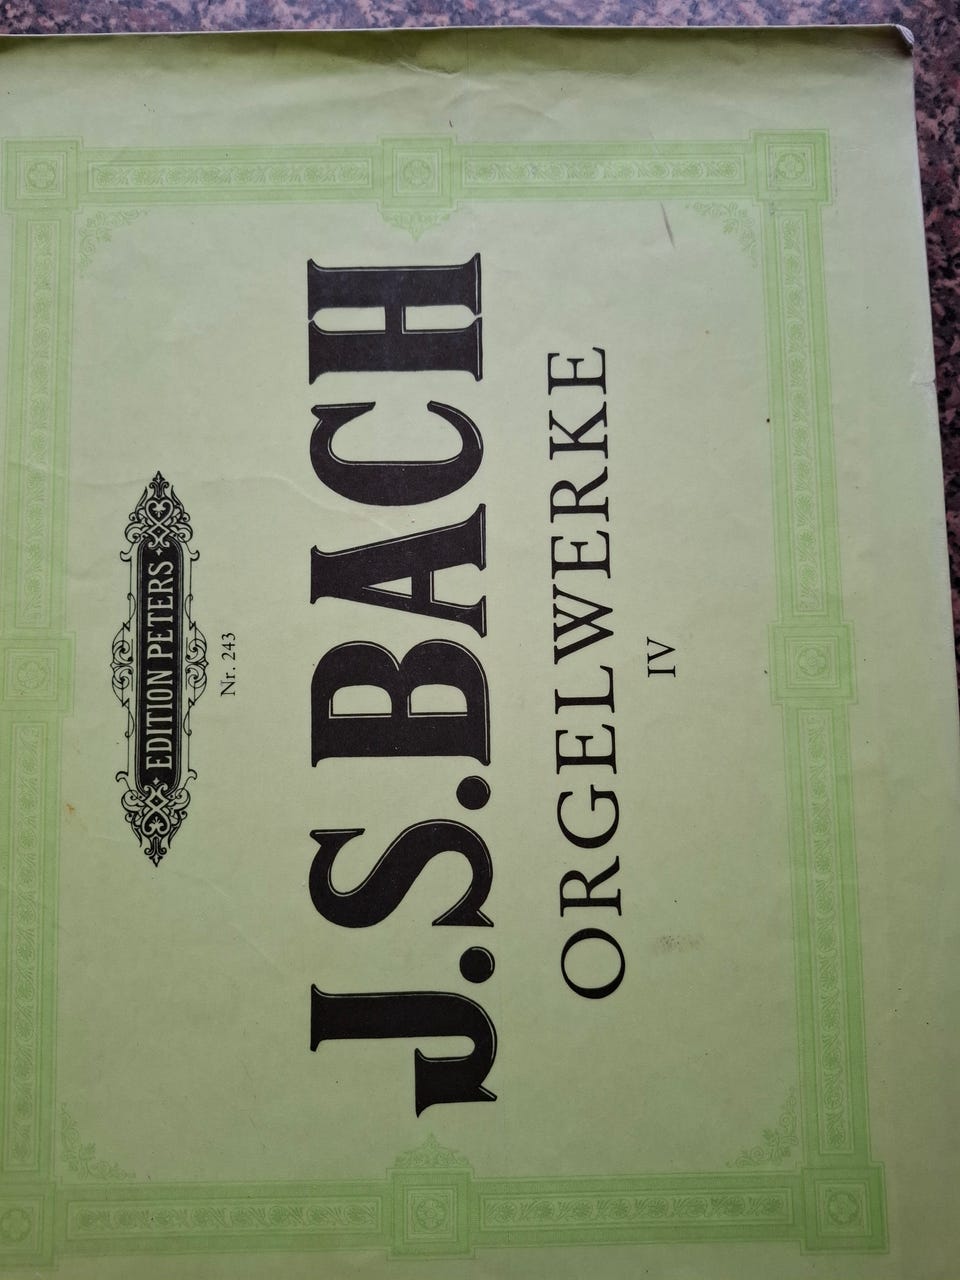 EDITION PETERS
Nr. 243
J.S.BACH
ORGELWERKE
IV